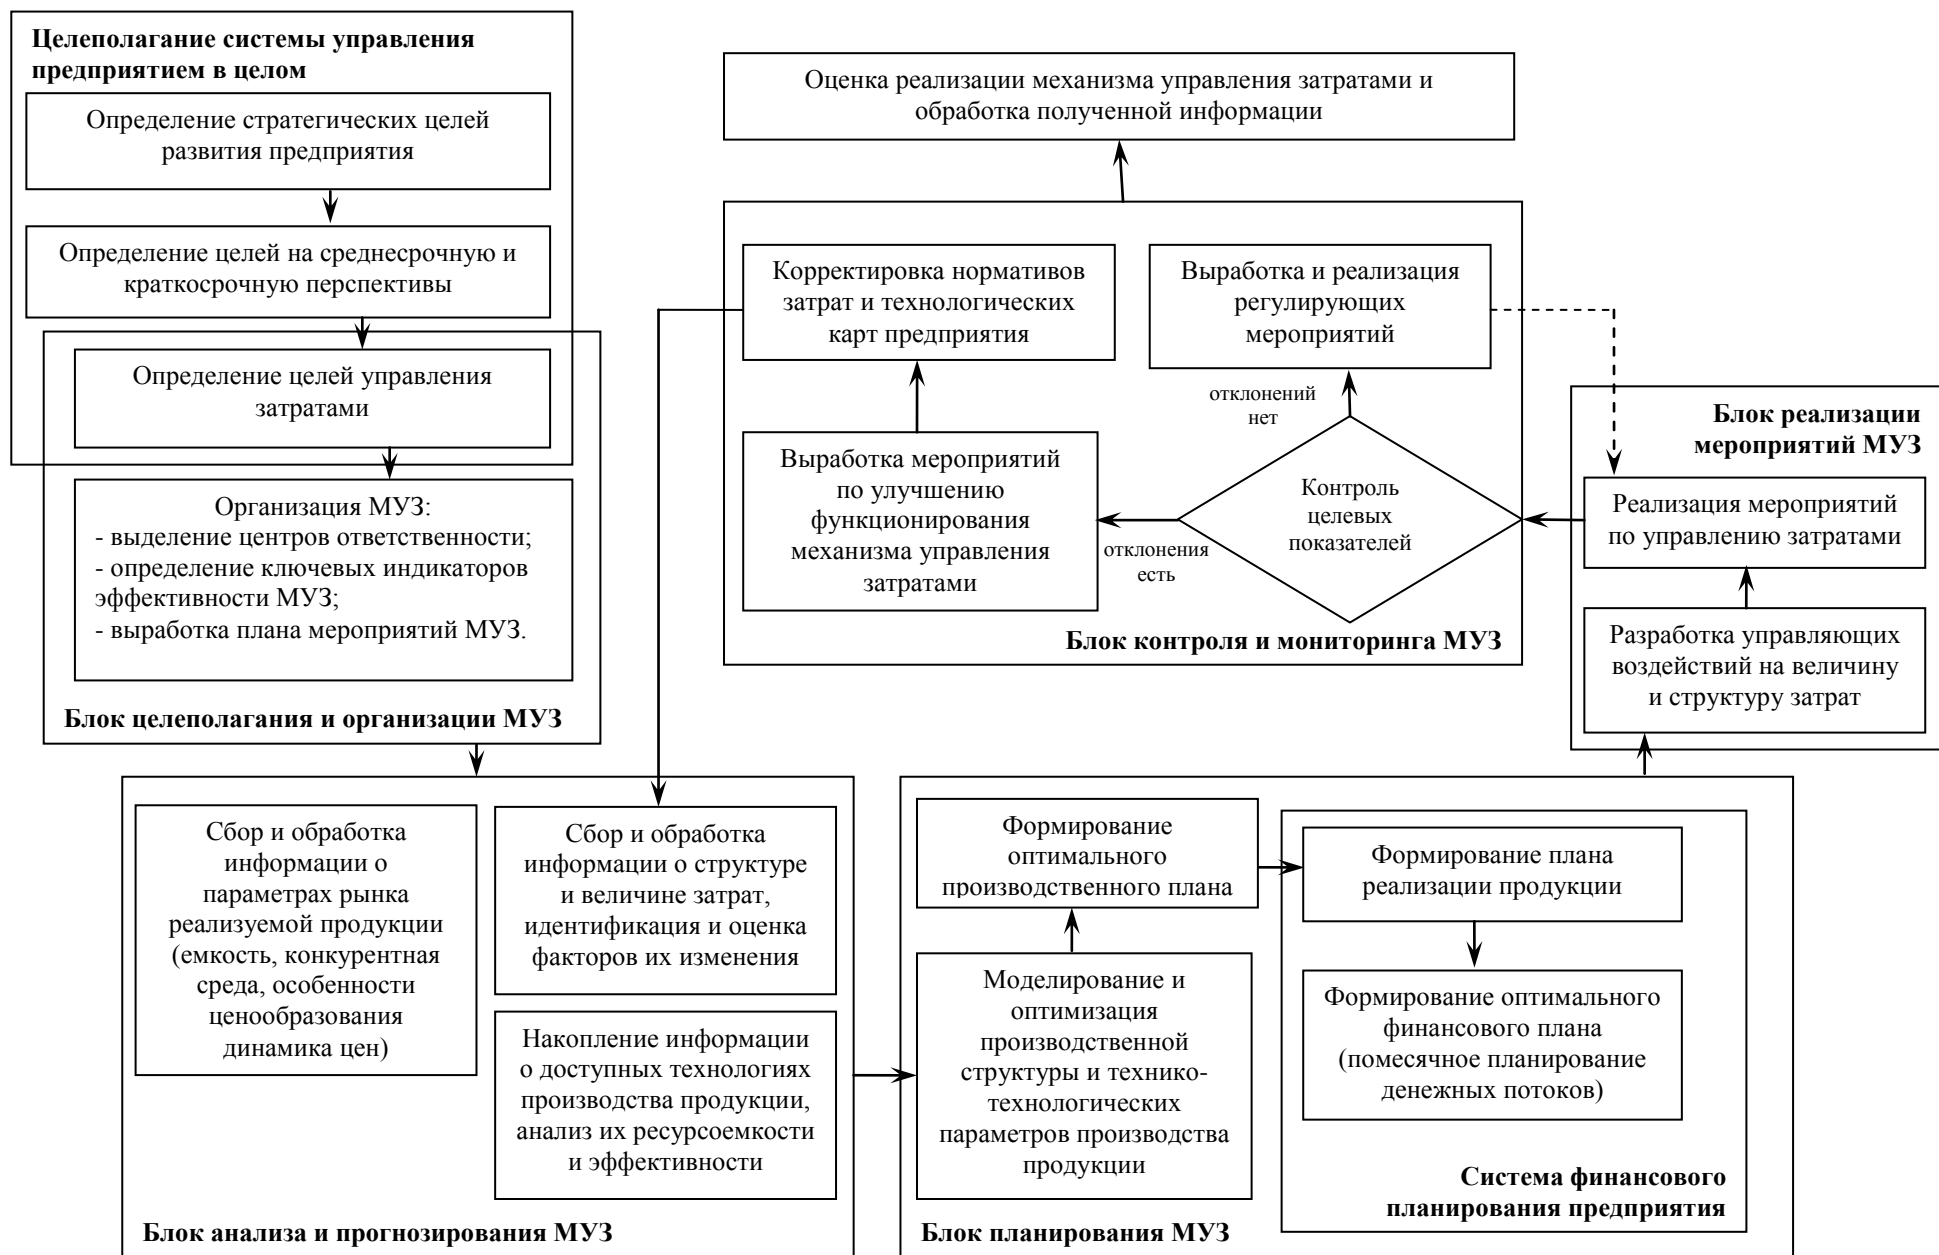 Целеполагание системы управления
предприятием в целом
Определение стратегических целей
развития предприятия
Определение целей на среднесрочную и
краткосрочную перспективы
Определение целей управления
затратами
Организация МУЗ:
- выделение центров ответственности;
- определение ключевых индикаторов
эффективности МУЗ;
- выработка плана мероприятий МУЗ.
Блок целеполагания и организации МУЗ
Оценка реализации механизма управления затратами и
обработка полученной информации
Корректировка нормативов
затрат и технологических
карт предприятия
Выработка и реализация
регулирующих
мероприятий
отклонений
нет
Выработка мероприятий
по улучшению
функционирования
механизма управления
затратами
отклонения
есть
Контроль
целевых
показателей
Блок контроля и мониторинга МУЗ
Блок реализации
мероприятий МУЗ
Реализация мероприятий
по управлению затратами
Разработка управляющих
воздействий на величину
и структуру затрат
Сбор и обработка
информации о
параметрах рынка
реализуемой продукции
(емкость, конкурентная
среда, особенности
ценообразования
динамика цен)
Сбор и обработка
информации о структуре
и величине затрат,
идентификация и оценка
факторов их изменения
Накопление информации
о доступных технологиях
производства продукции,
анализ их ресурсоемкости
и эффективности
Блок анализа и прогнозирования МУЗ
Формирование
оптимального
производственного плана
Моделирование и
оптимизация
производственной
структуры и технико-
технологических
параметров производства
продукции
Формирование плана
реализации продукции
Формирование оптимального
финансового плана
(помесячное планирование
денежных потоков)
Система финансового
планирования предприятия
Блок планирования МУЗ